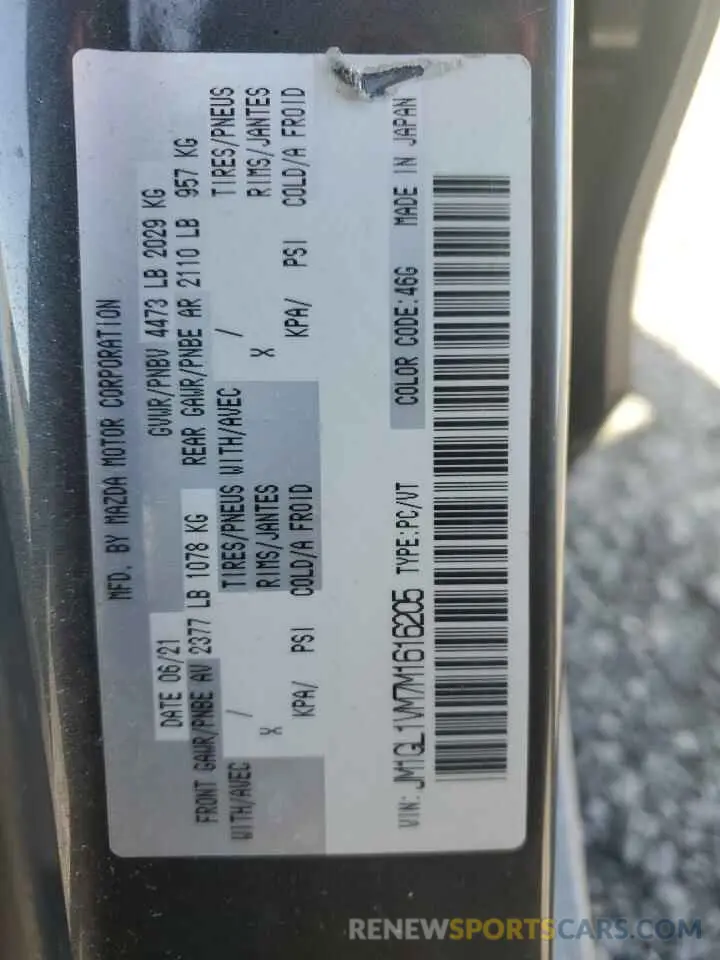 MFD. BY MAZDA MOTOR CORPORATION
DATE 06/21 GVWR/PNBV 4473 LB 2029 KG
FRONT GAWR/PNBE AV 2377 LB 1078 KG REAR GAWR/PNBE AR 2110 LB 957 KG
WITH/AVEC / TIRES/PNEUS WITH/AVEC / TIRES/PNEUS
X RIMS/JANTES X RIMS/JANTES
KPA/ PSI COLD/A FROID KPA/ PSI COLD/A FROID
VIN: JM1GL1VM7M1616205 TYPE:PC/VT COLOR CODE:46G MADE IN JAPAN
RENEWSPORTSCARS.COM